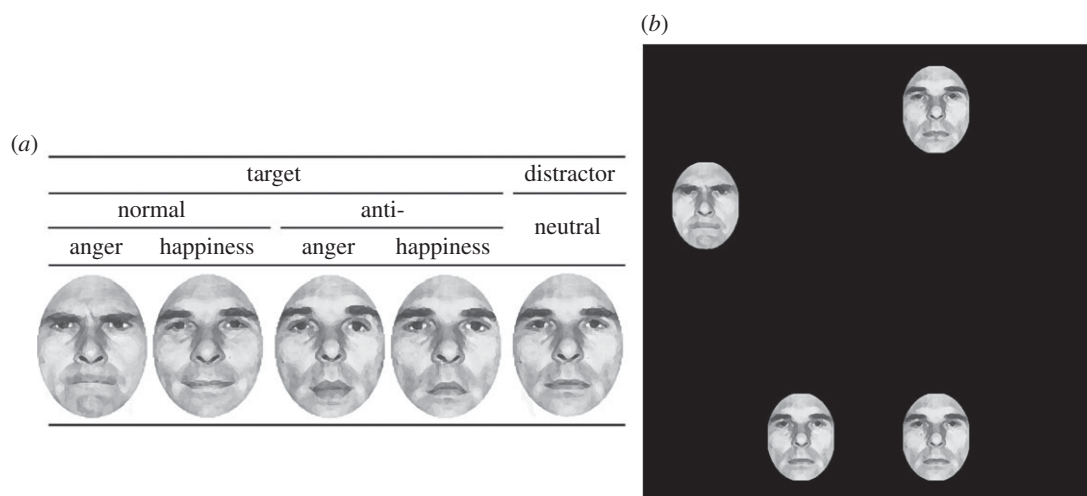 (a)
target distractor
normal anti- neutral
anger happiness anger happiness
(b)